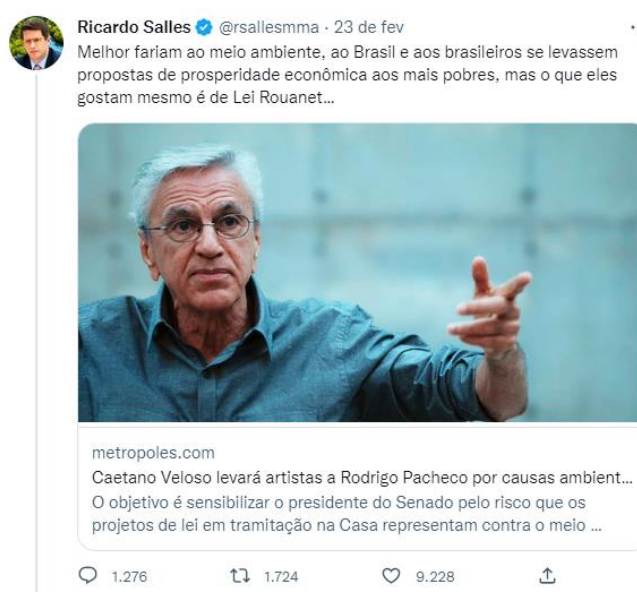 Ricardo Salles @rsallesmma · 23 de fev
Melhor fariam ao meio ambiente, ao Brasil e aos brasileiros se levassem
propostas de prosperidade econômica aos mais pobres, mas o que eles
gostam mesmo é de Lei Rouanet...
metropoles.com
Caetano Veloso levará artistas a Rodrigo Pacheco por causas ambient...
O objetivo é sensibilizar o presidente do Senado pelo risco que os
projetos de lei em tramitação na Casa representam contra o meio ...
1.276 1.724 9.228